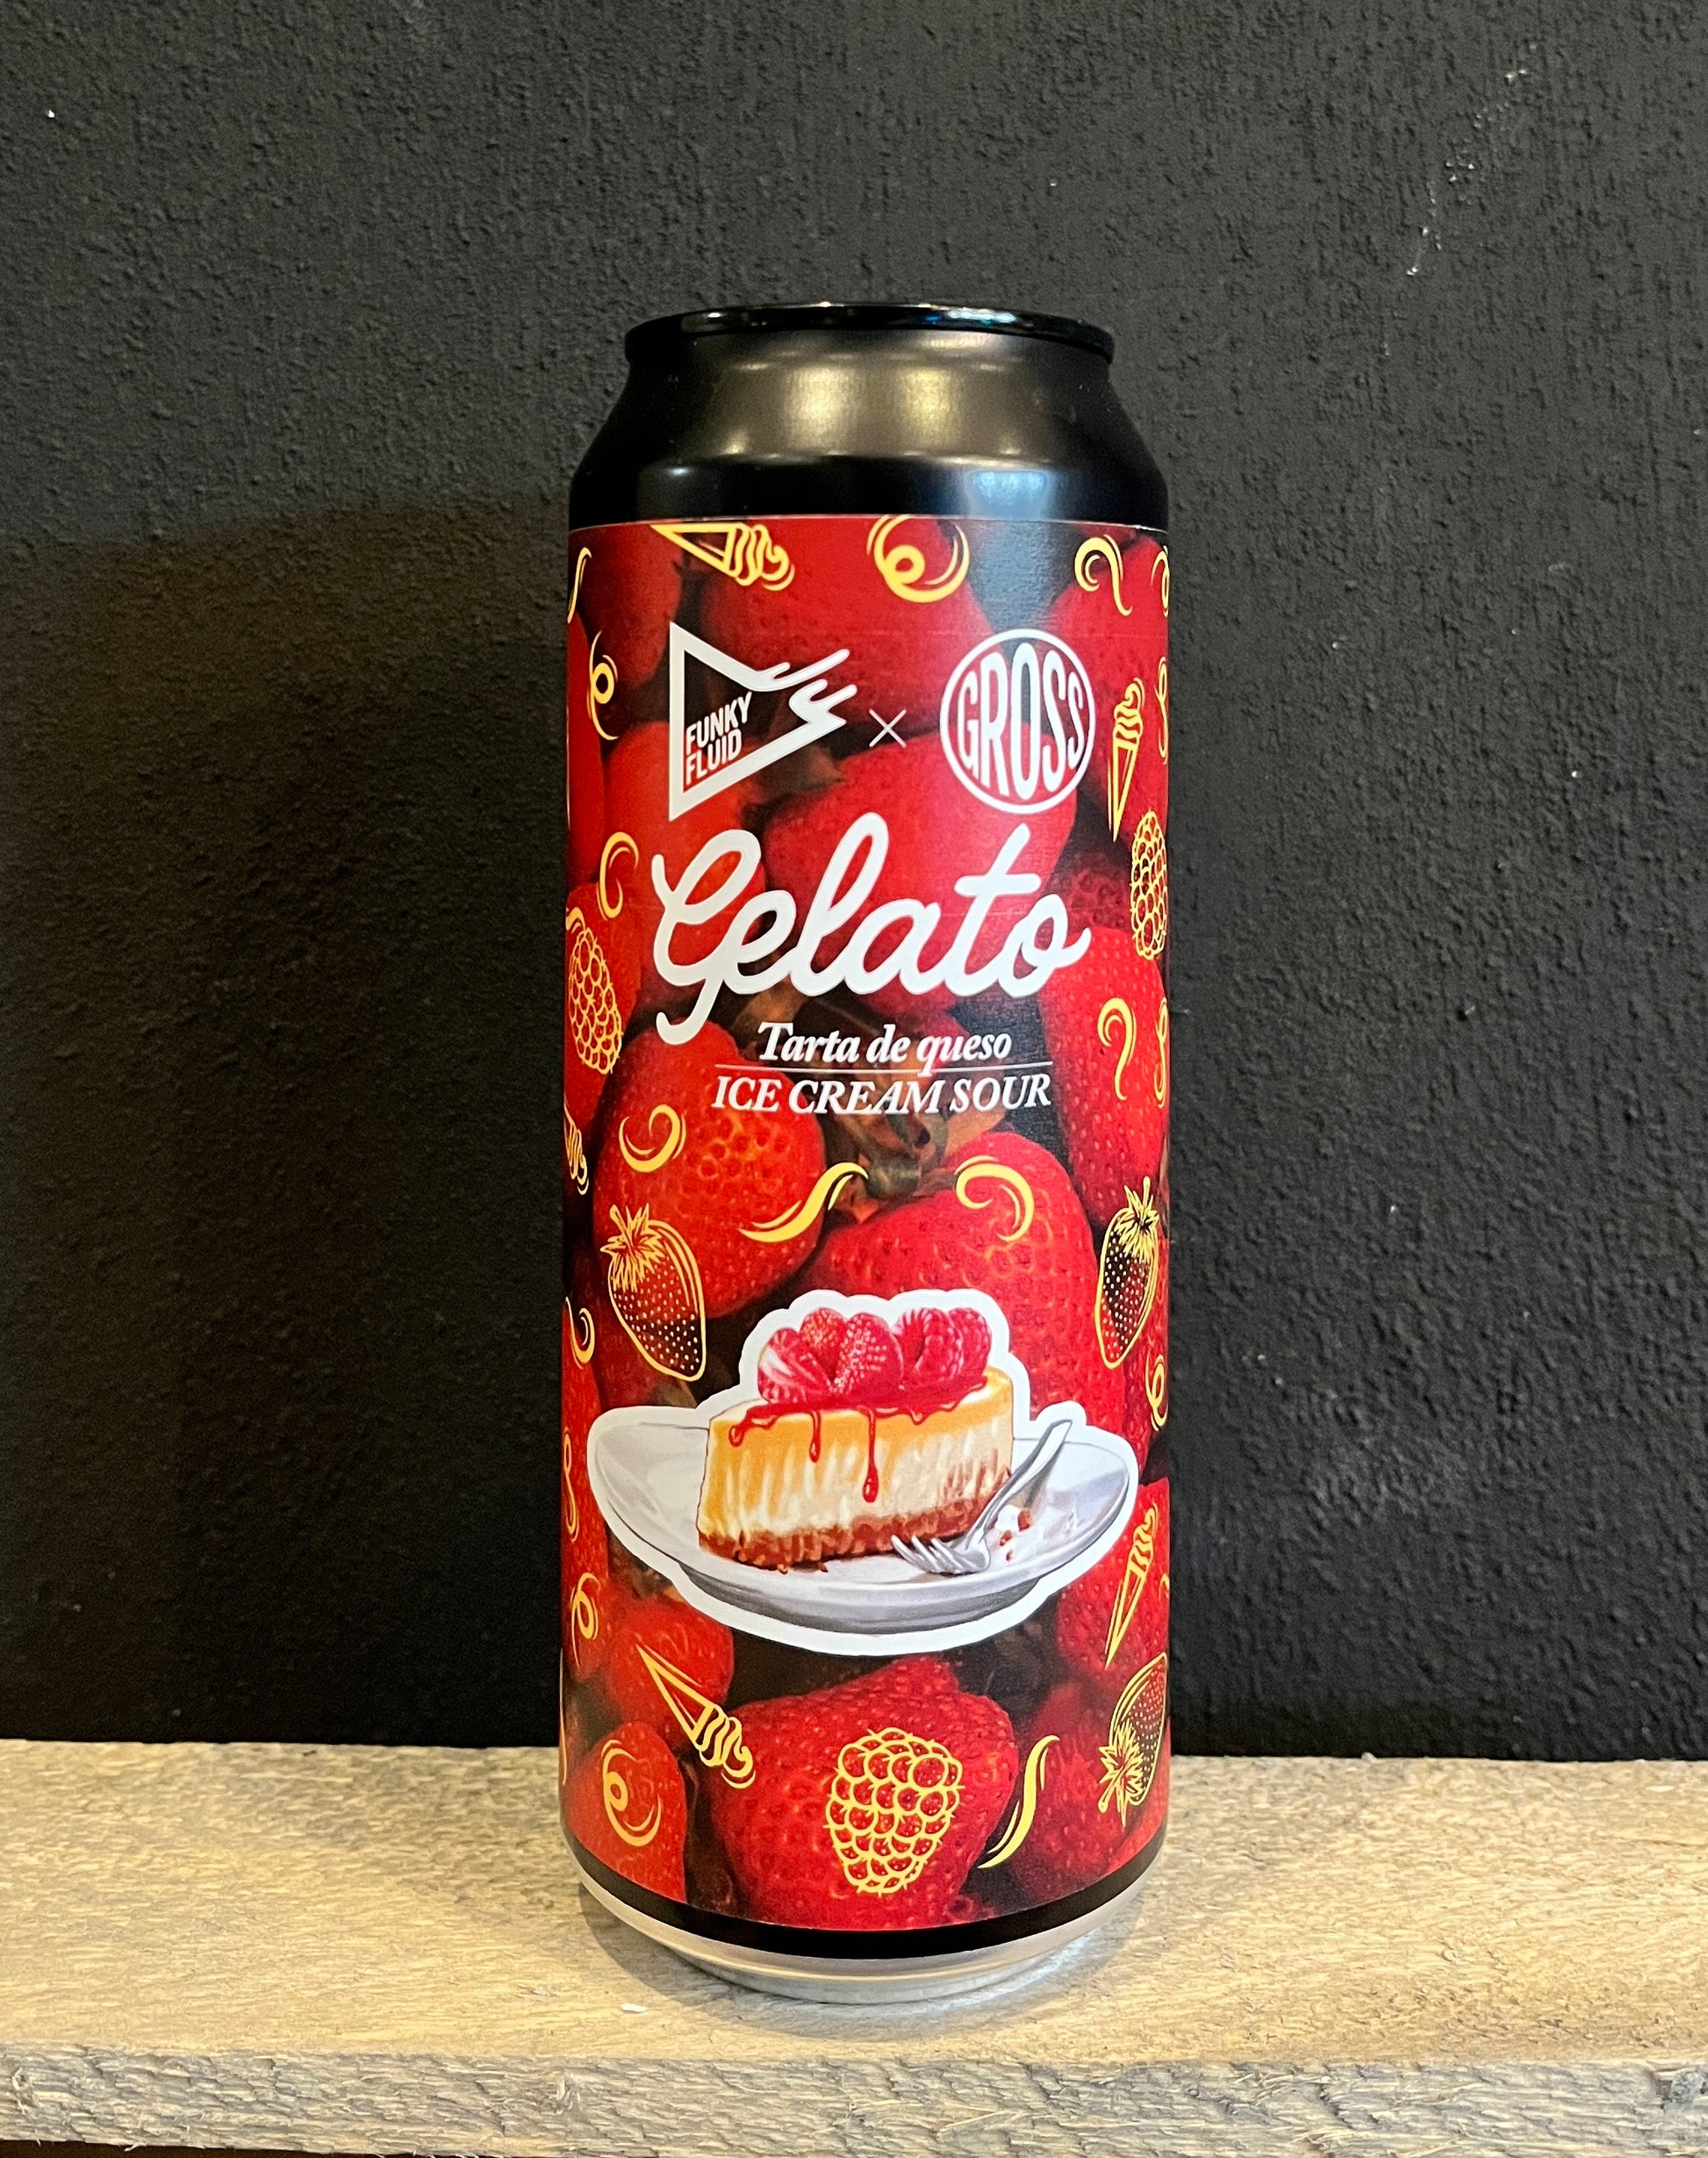 FUNKY
FLUID
×
GROSS
Gelato
Tarta de queso
ICE CREAM SOUR